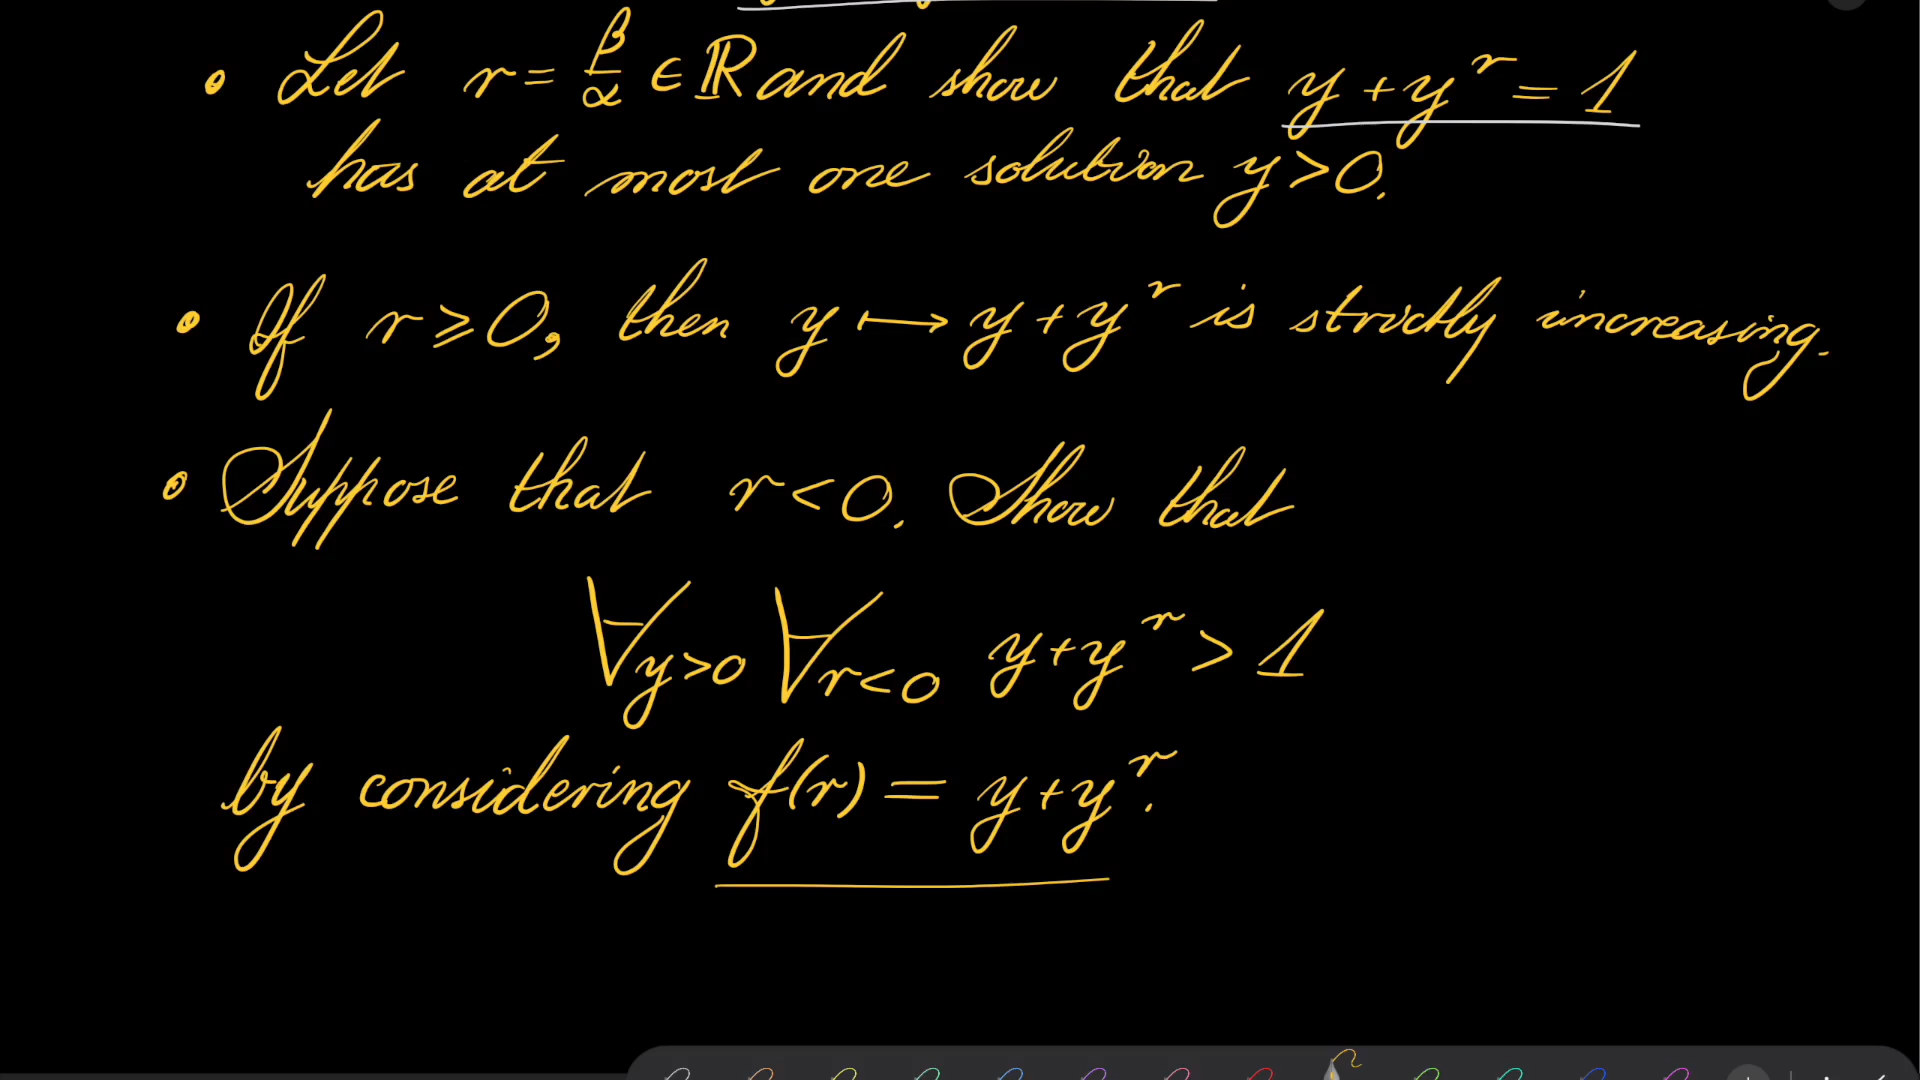 • Let r = β/α ∈ ℝ and show that y + y^r = 1
has at most one solution y > 0.
• If r ⩾ 0, then y ⟼ y + y^r is strictly increasing.
• Suppose that r < 0. Show that
∀y>0 ∀r<0 y + y^r > 1
by considering f(r) = y + y^r.